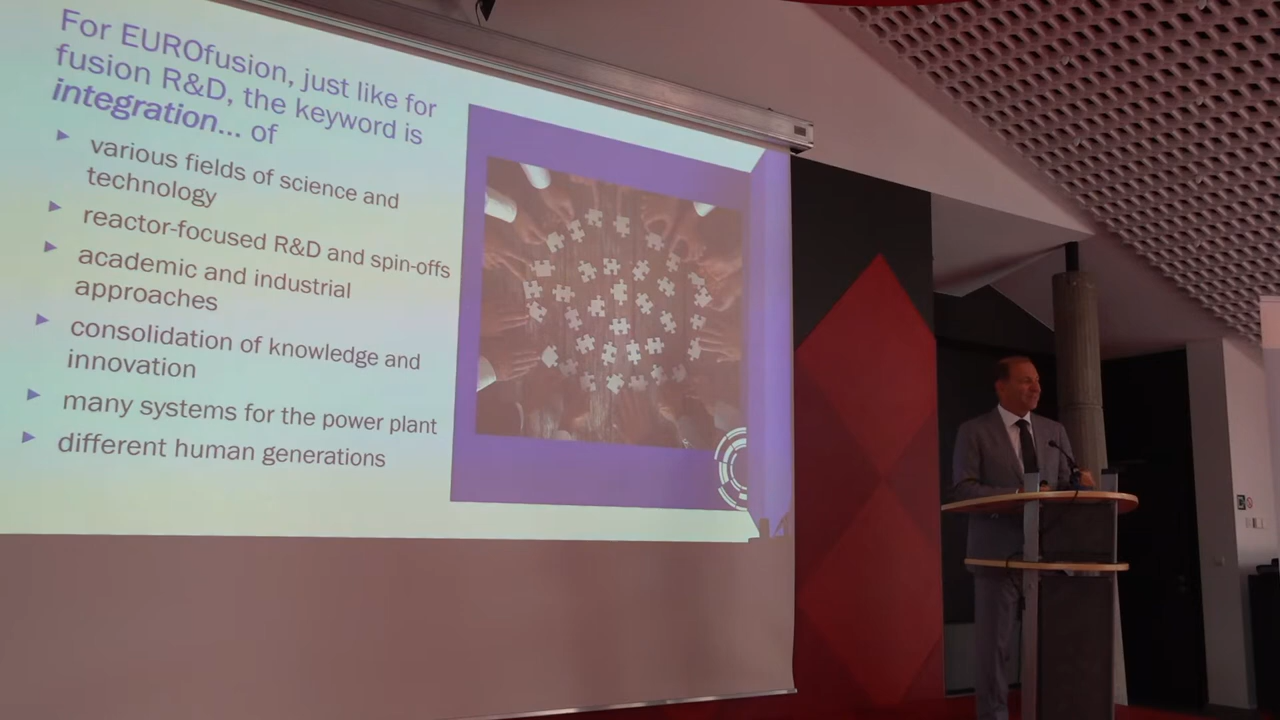 For EUROfusion, just like for
fusion R&D, the keyword is
integration... of
various fields of science and
technology
reactor-focused R&D and spin-offs
academic and industrial
approaches
consolidation of knowledge and
innovation
many systems for the power plant
different human generations